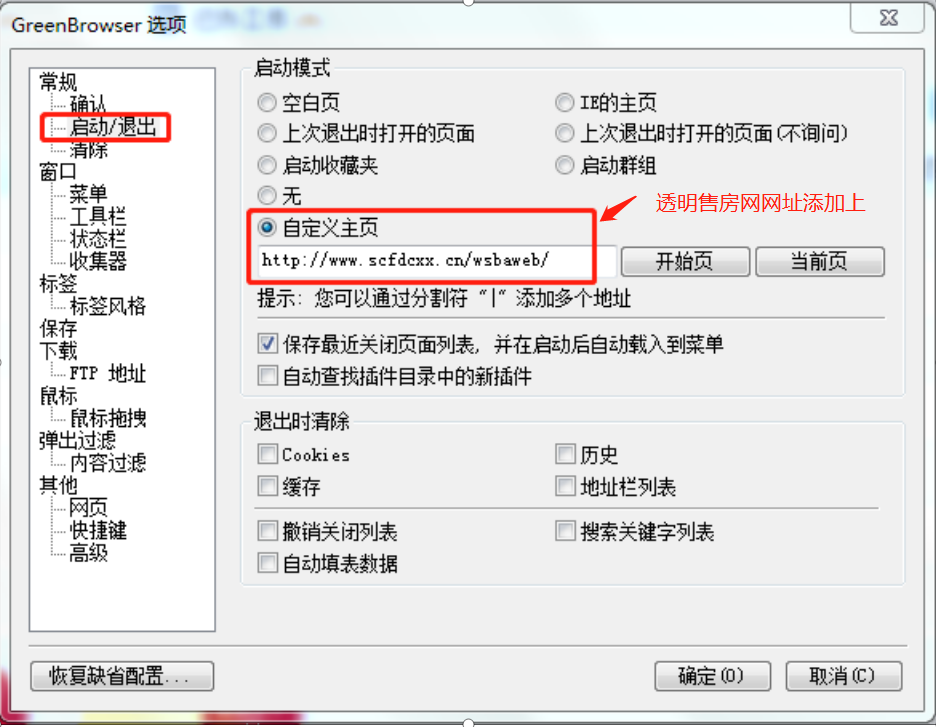 GreenBrowser 选项
常规
确认
启动/退出
清除
窗口
菜单
工具栏
状态栏
收集器
标签
标签风格
保存
下载
FTP 地址
鼠标
鼠标拖拽
弹出过滤
内容过滤
其他
网页
快捷键
高级
启动模式
空白页 IE的主页
上次退出时打开的页面 上次退出时打开的页面(不询问)
启动收藏夹 启动群组
无
透明售房网网址添加上
自定义主页
http://www.scfdcxx.cn/wsbaweb/ 开始页 当前页
提示: 您可以通过分割符 “|” 添加多个地址
保存最近关闭页面列表, 并在启动后自动载入到菜单
自动查找插件目录中的新插件
退出时清除
Cookies 历史
缓存 地址栏列表
撤销关闭列表 搜索关键字列表
自动填表数据
恢复缺省配置... 确定(O) 取消(C)